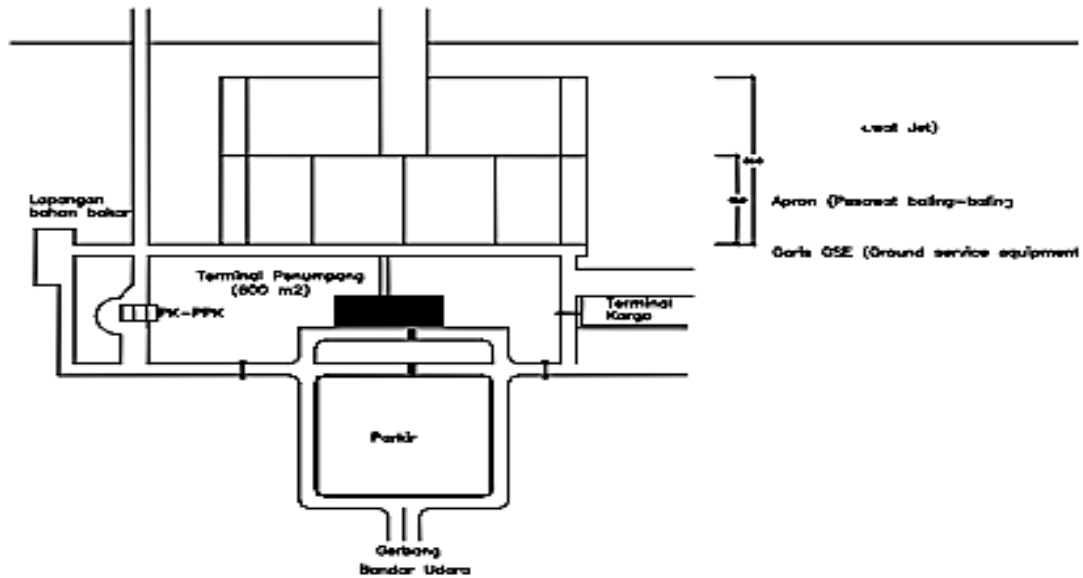 Jet)
Lapangan
bahan bakar
Apron (Pesawat baling-baling
Garis GSE (Ground service equipment
Terminal Penumpang
(600 m2)
PK-PPK
Terminal
Kargo
Parkir
Gerbang
Bandar Udara